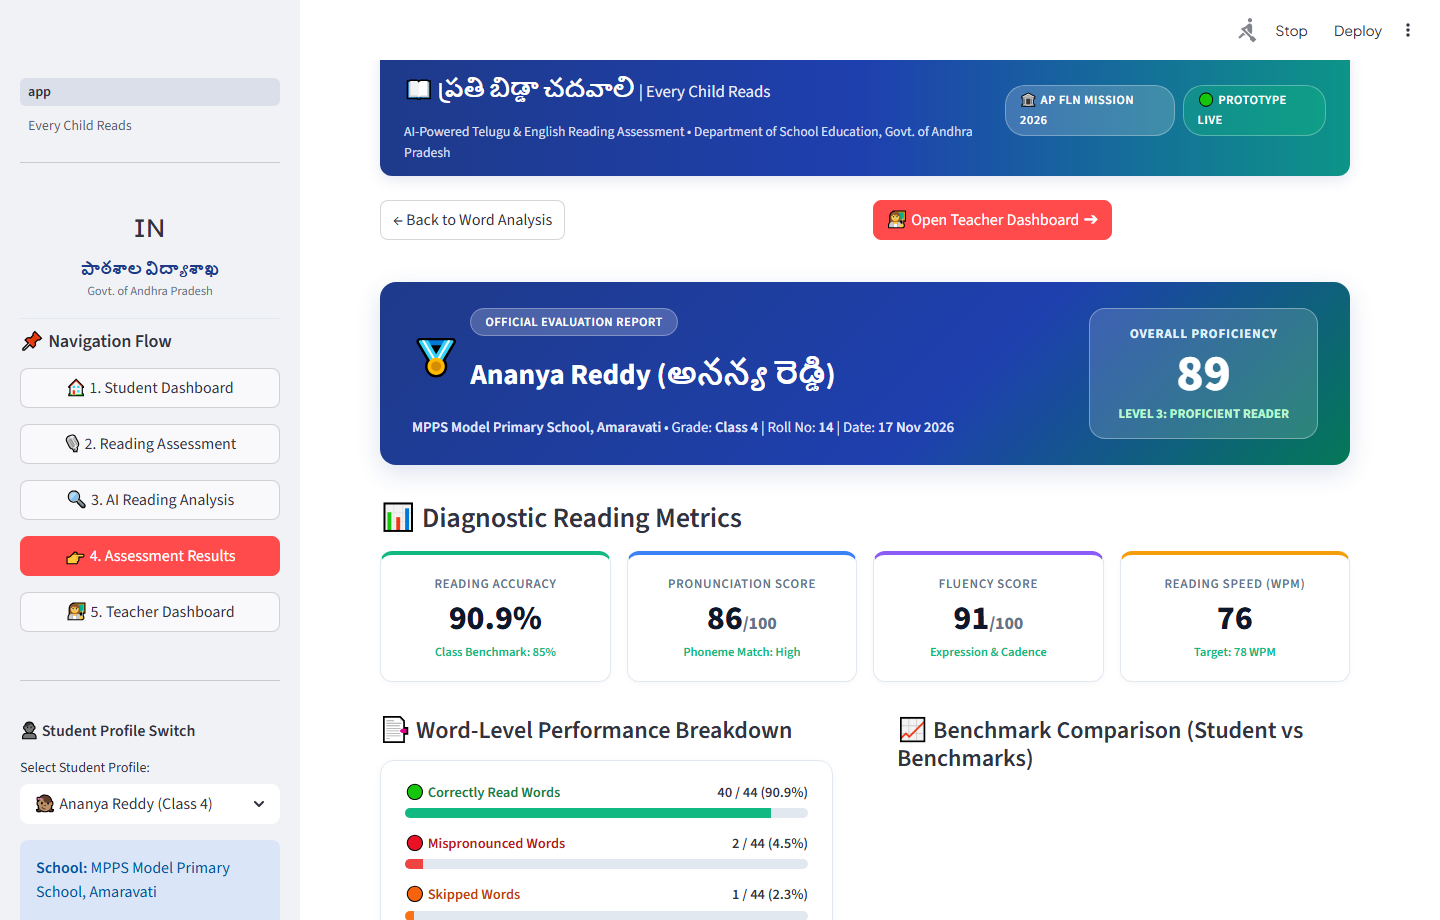 Stop
Deploy
app
Every Child Reads
IN
పాఠశాల విద్యాశాఖ
Govt. of Andhra Pradesh
📌 Navigation Flow
🏠 1. Student Dashboard
🎙️ 2. Reading Assessment
🔍 3. AI Reading Analysis
👉 4. Assessment Results
👩‍🏫 5. Teacher Dashboard
👤 Student Profile Switch
Select Student Profile:
👧🏽 Ananya Reddy (Class 4)
School: MPPS Model Primary
School, Amaravati
📖 ప్రతి బిడ్డా చదవాలి | Every Child Reads
AI-Powered Telugu & English Reading Assessment • Department of School Education, Govt. of Andhra
Pradesh
🏛️ AP FLN MISSION
2026
🟢 PROTOTYPE
LIVE
← Back to Word Analysis
👩‍🏫 Open Teacher Dashboard ➔
OFFICIAL EVALUATION REPORT
Ananya Reddy (అనన్య రెడ్డి)
MPPS Model Primary School, Amaravati • Grade: Class 4 | Roll No: 14 | Date: 17 Nov 2026
OVERALL PROFICIENCY
89
LEVEL 3: PROFICIENT READER
📊 Diagnostic Reading Metrics
READING ACCURACY
90.9%
Class Benchmark: 85%
PRONUNCIATION SCORE
86/100
Phoneme Match: High
FLUENCY SCORE
91/100
Expression & Cadence
READING SPEED (WPM)
76
Target: 78 WPM
📑 Word-Level Performance Breakdown
🟢 Correctly Read Words 40 / 44 (90.9%)
🔴 Mispronounced Words 2 / 44 (4.5%)
🟠 Skipped Words 1 / 44 (2.3%)
📈 Benchmark Comparison (Student vs
Benchmarks)